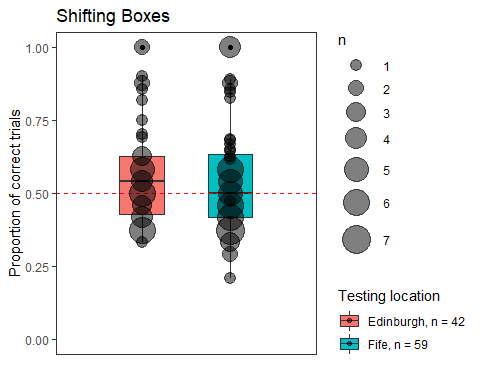 Shifting Boxes
Proportion of correct trials
1.00
0.75
0.50
0.25
0.00
n
1
2
3
4
5
6
7
Testing location
Edinburgh, n = 42
Fife, n = 59